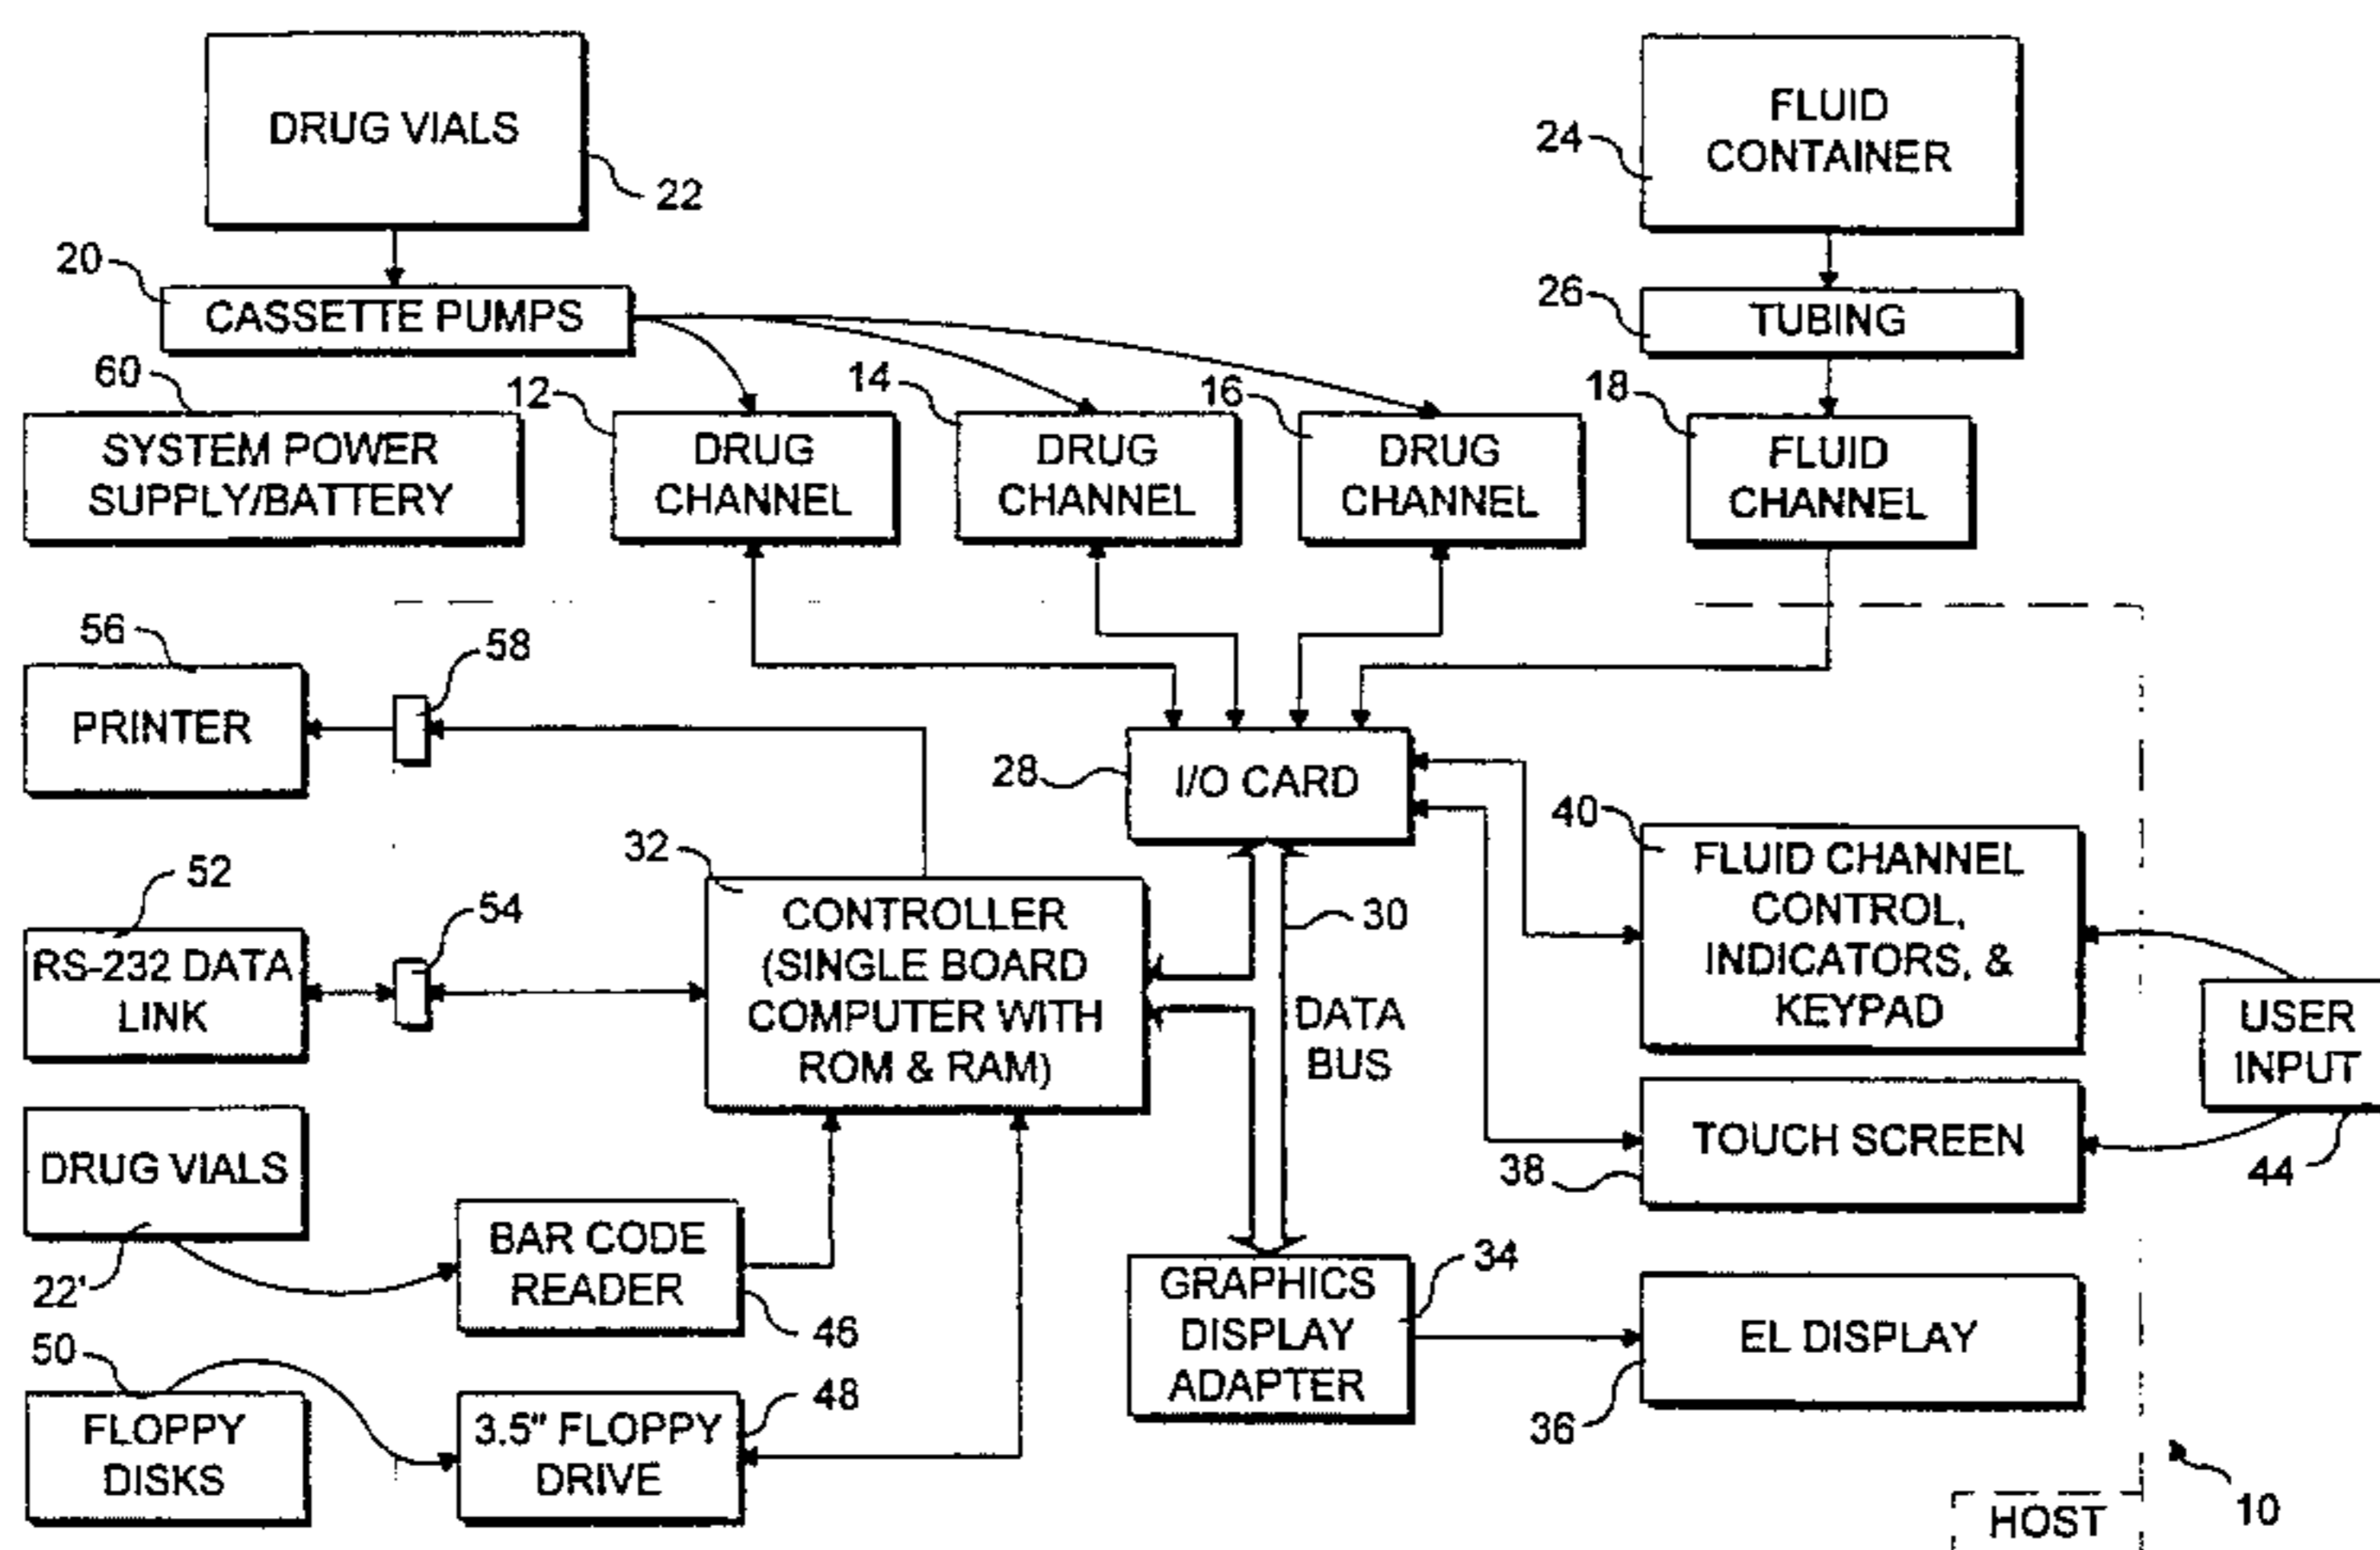 DRUG VIALS
22
FLUID
CONTAINER
24
20
CASSETTE PUMPS
26
TUBING
60
SYSTEM POWER
SUPPLY/BATTERY
12
DRUG
CHANNEL
14
DRUG
CHANNEL
16
DRUG
CHANNEL
18
FLUID
CHANNEL
56
PRINTER
58
28
I/O CARD
40
FLUID CHANNEL
CONTROL,
INDICATORS, &
KEYPAD
32
CONTROLLER
(SINGLE BOARD
COMPUTER WITH
ROM & RAM)
30
DATA
BUS
52
RS-232 DATA
LINK
54
USER
INPUT
44
TOUCH SCREEN
38
DRUG VIALS
22'
BAR CODE
READER
46
GRAPHICS
DISPLAY
ADAPTER
34
EL DISPLAY
36
50
FLOPPY
DISKS
3.5" FLOPPY
DRIVE
48
HOST
10